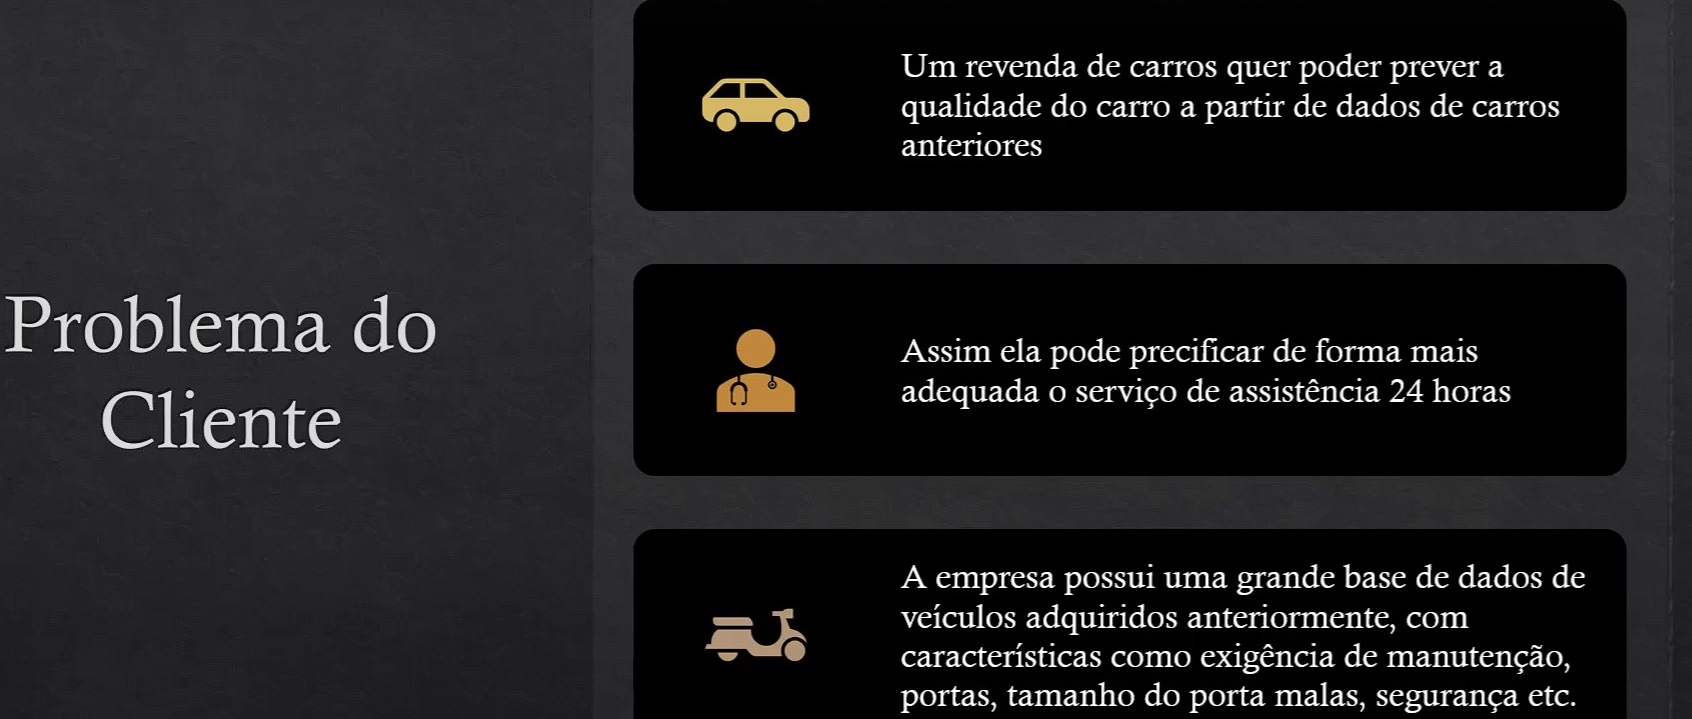 Problema do
Cliente
Um revenda de carros quer poder prever a
qualidade do carro a partir de dados de carros
anteriores
Assim ela pode precificar de forma mais
adequada o serviço de assistência 24 horas
A empresa possui uma grande base de dados de
veículos adquiridos anteriormente, com
características como exigência de manutenção,
portas, tamanho do porta malas, segurança etc.